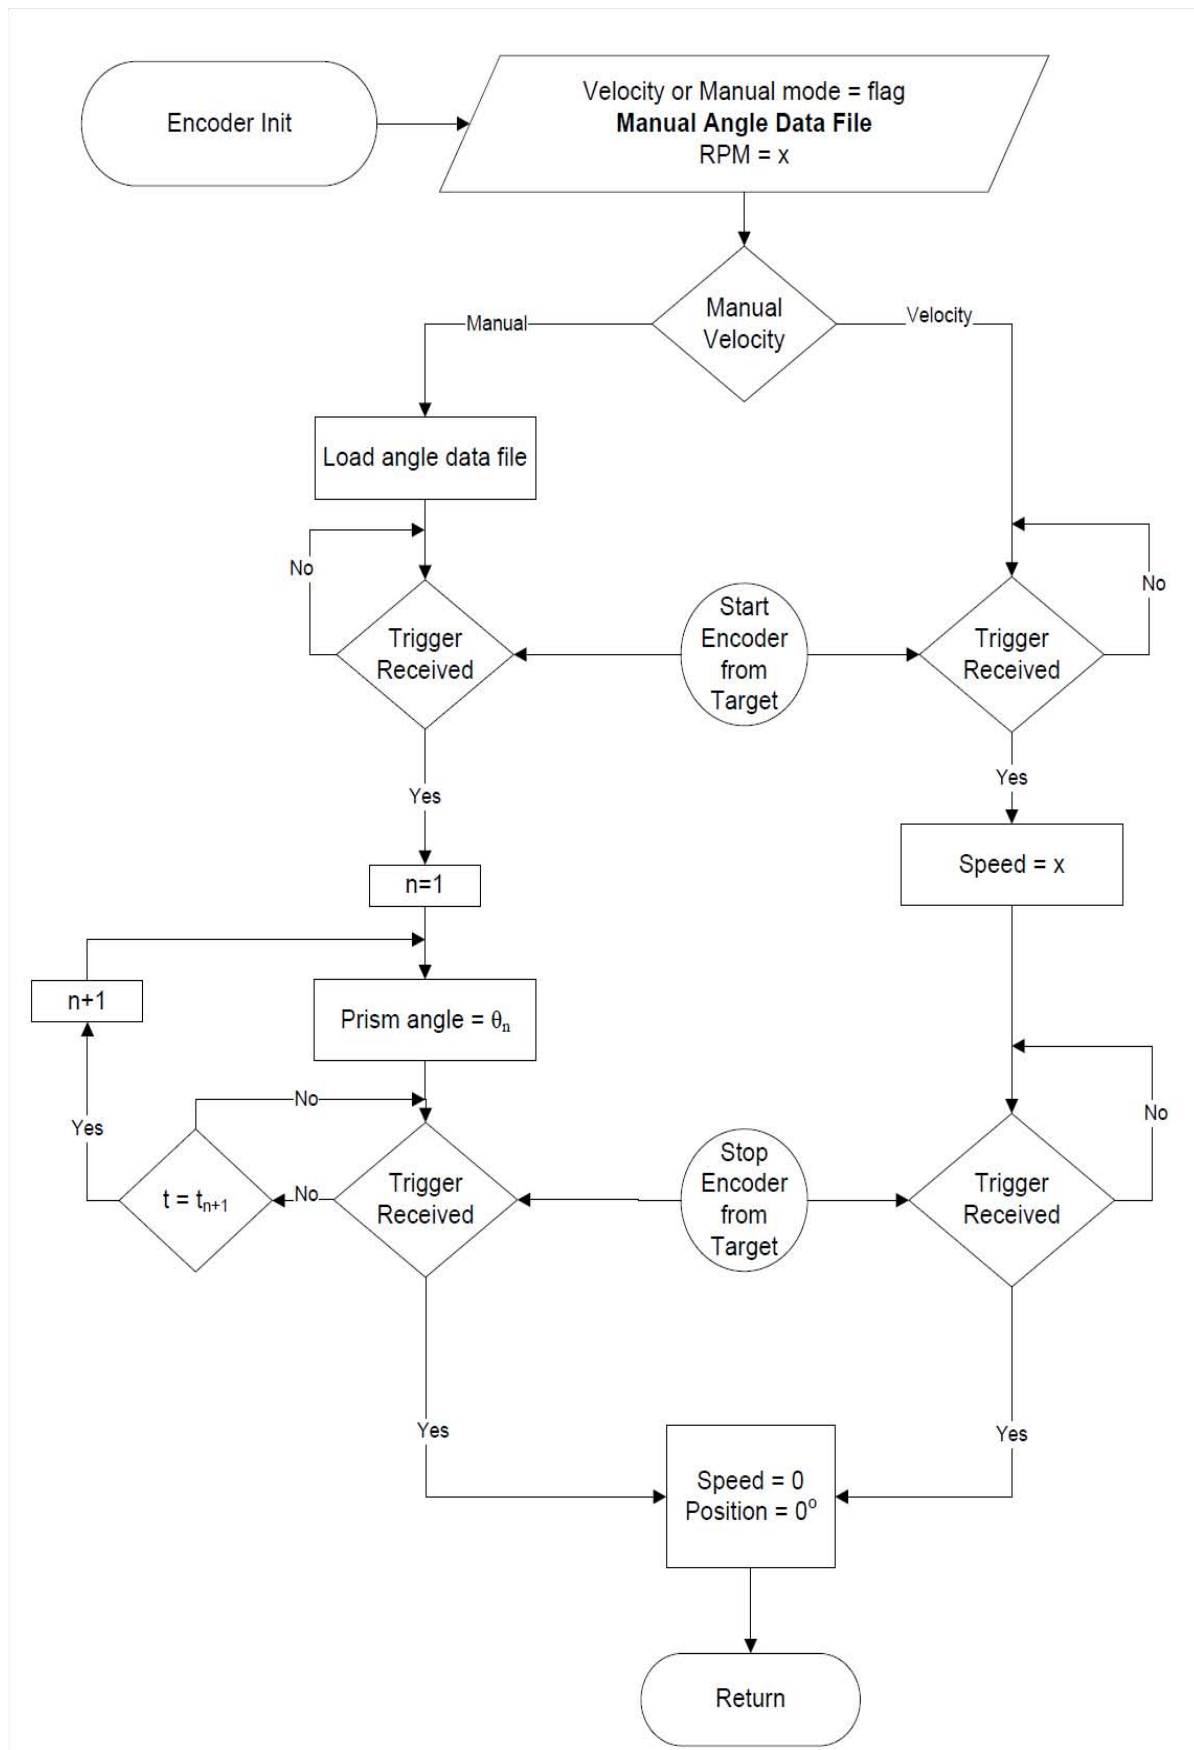 Encoder Init
Velocity or Manual mode = flag
Manual Angle Data File
RPM = x
Manual
Velocity
Manual
Velocity
Load angle data file
No
Trigger
Received
Start
Encoder
from
Target
Trigger
Received
No
Yes
Yes
n=1
Speed = x
n+1
Prism angle = θn
No
Yes
t = tn+1
No
Trigger
Received
Stop
Encoder
from
Target
Trigger
Received
No
Yes
Yes
Speed = 0
Position = 0º
Return